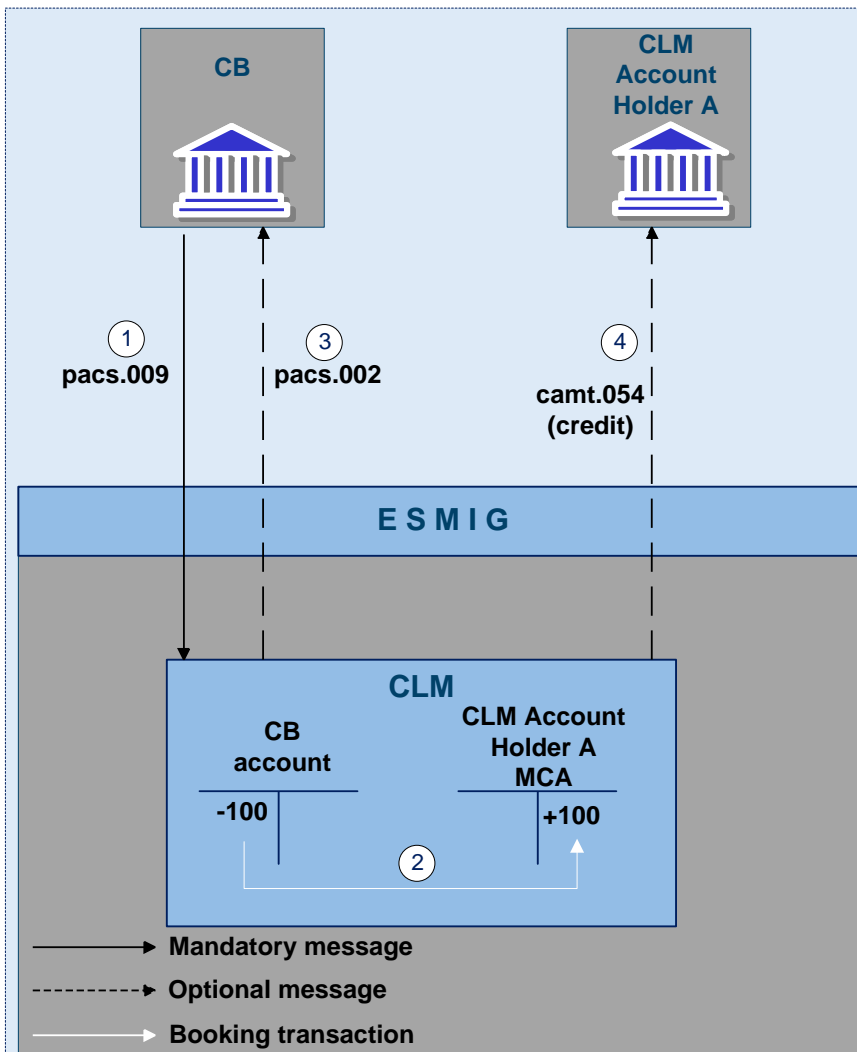 CB
CLM
Account
Holder A
1
pacs.009
3
pacs.002
4
camt.054
(credit)
E S M I G
CLM
CB
account
CLM Account
Holder A
MCA
-100
+100
2
Mandatory message
Optional message
Booking transaction